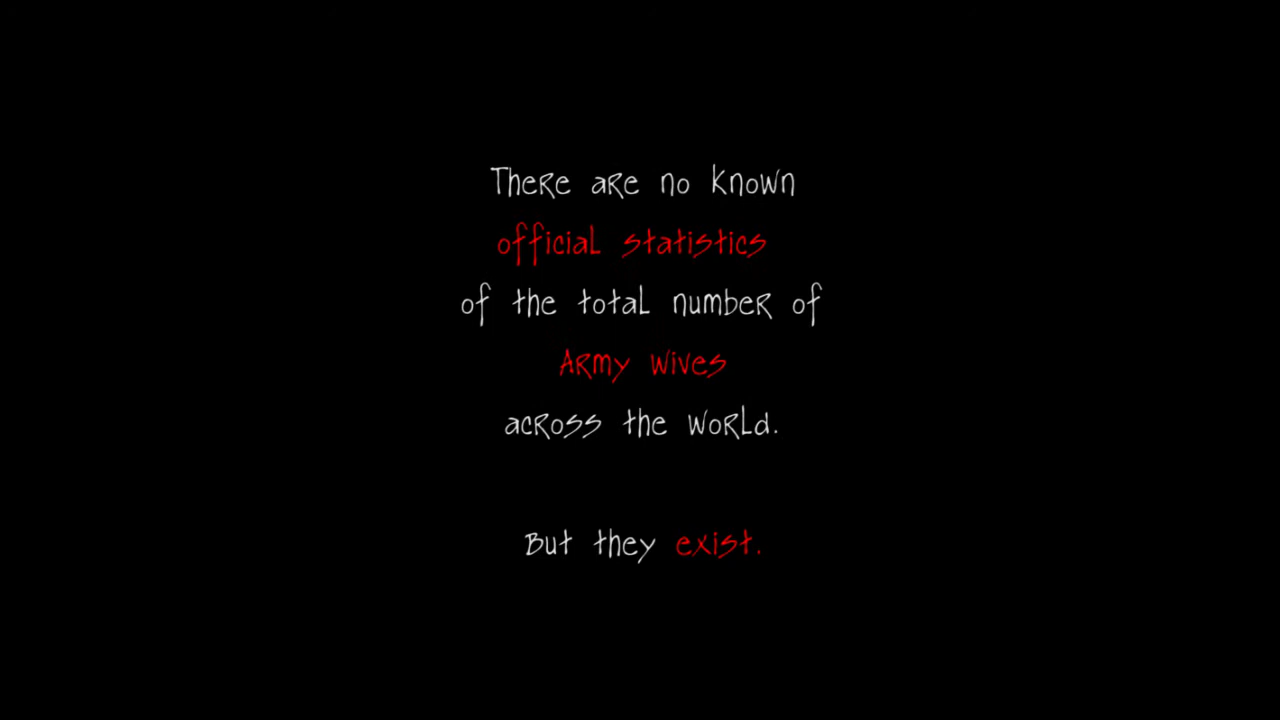 There are no known
official statistics
of the total number of
Army wives
across the world.
But they exist.